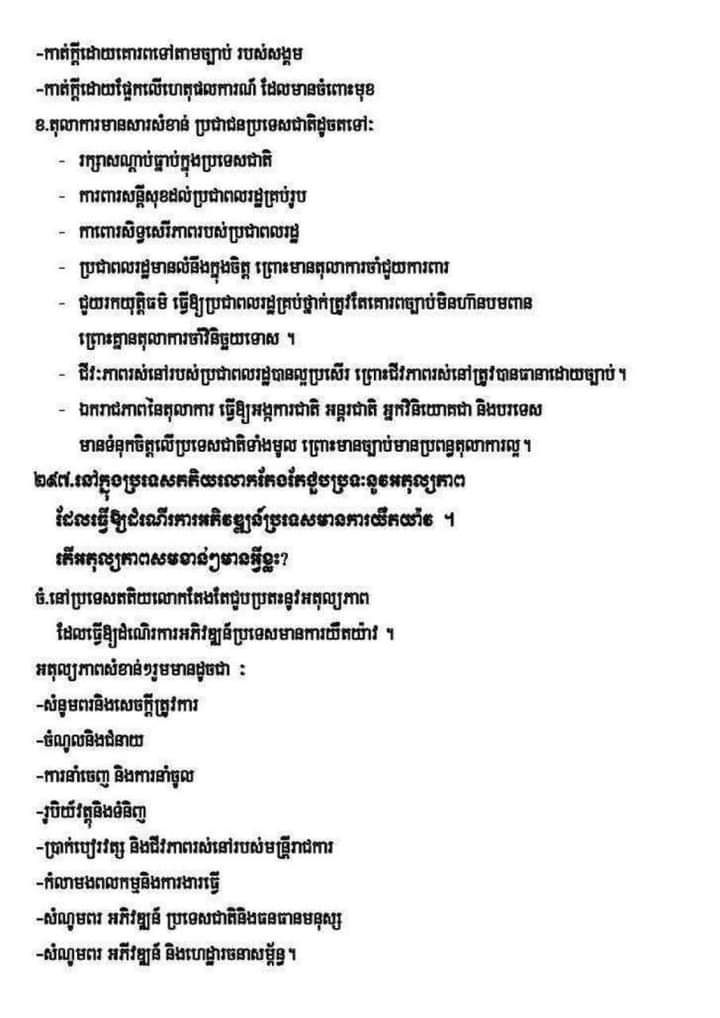 -កាត់ក្តីដោយគោរពទៅតាមច្បាប់ របស់សង្គម
-កាត់ក្តីដោយផ្អែកលើហេតុផលការណ៍ ដែលមានចំពោះមុខ
ខ.តុលាការមានសារសំខាន់ ប្រជាជនប្រទេសជាតិដូចតទៅៈ
- រក្សាសណ្តាប់ធ្នាប់ក្នុងប្រទេសជាតិ
- ការពារសន្តីសុខដល់ប្រជាពលរដ្ឋគ្រប់រូប
- កាពោរសិទ្ធសេរីភាពរបស់ប្រជាពលរដ្ឋ
- ប្រជាពលរដ្ឋមានលំនឹងក្នុងចិត្ត ព្រោះមានតុលាការចាំជួយការពារ
- ជួយរកយុត្តិធម៌ ធ្វើឱ្យប្រជាពលរដ្ឋគ្រប់ថ្នាក់ត្រូវតែគោរពច្បាប់មិនហ៊ានបមពាន
ព្រោះគ្មានតុលាការចាំវិនិច្ឆយទោស ។
- ជីវៈភាពរស់នៅរបស់ប្រជាពលរដ្ឋបានល្អប្រសើរ ព្រោះជីវភាពរស់នៅត្រូវបានធានាដោយច្បាប់។
- ឯករាជភាពនៃតុលាការ ធ្វើឱ្យអង្គការជាតិ អន្តរជាតិ អ្នកវិនិយោគជា និងបរទេស
មានទំនុកចិត្តលើប្រទេសជាតិទាំងមូល ព្រោះមានច្បាប់មានប្រពន្ធតុលាការល្អ។
២៩៧.នៅក្នុងប្រទេសតតិយលោកតែងតែជួបប្រទះនូវអតុល្យភាព
ដែលធ្វើឱ្យដំណើរការអភិវឌ្ឍន៍ប្រទេសមានការយឺតយ៉ាវ ។
តើអតុល្យភាពសមខាន់ៗមានអ្វីខ្លះ?
ចំ.នៅប្រទេសតតិយលោកតែងតែជួបប្រតះនូវអតុល្យភាព
ដែលធ្វើឱ្យដំណើរការអភិវឌ្ឍន៍ប្រទេសមានការយឺតយ៉ាវ ។
អតុល្យភាពសំខាន់ៗរួមមានដូចជា ៈ
-សំនូមពរនិងសេចក្តីត្រូវការ
-ចំណូលនិងជំនាយ
-ការនាំចេញ និងការនាំចូល
-រូបិយ័វត្តុនិងទំនិញ
-ប្រាក់បៀរវត្ស និងជីវភាពរស់នៅរបស់មន្ត្រីរាជការ
-កំលាមងពលកម្មនិងការងារធ្វើ
-សំណូមពរ អភិវឌ្ឍន៍ ប្រទេសជាតិនិងធនធានមនុស្ស
-សំណូមពរ អភីវឌ្ឍន៍ និងហេដ្ឋារចនាសម្ព័ន្ធ។